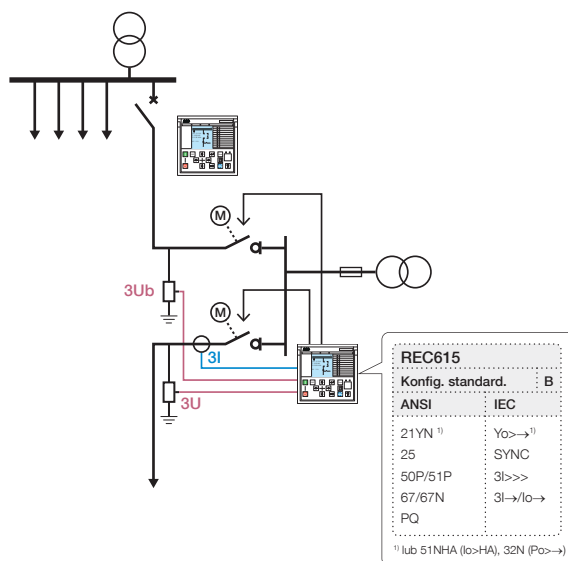 M
3Ub
M
3I
3U
REC615
Konfig. standard. B
ANSI IEC
21YN ¹⁾ Yo>→¹⁾
25 SYNC
50P/51P 3I>>>
67/67N 3I→/Io→
PQ
¹⁾ lub 51NHA (Io>HA), 32N (Po>→)